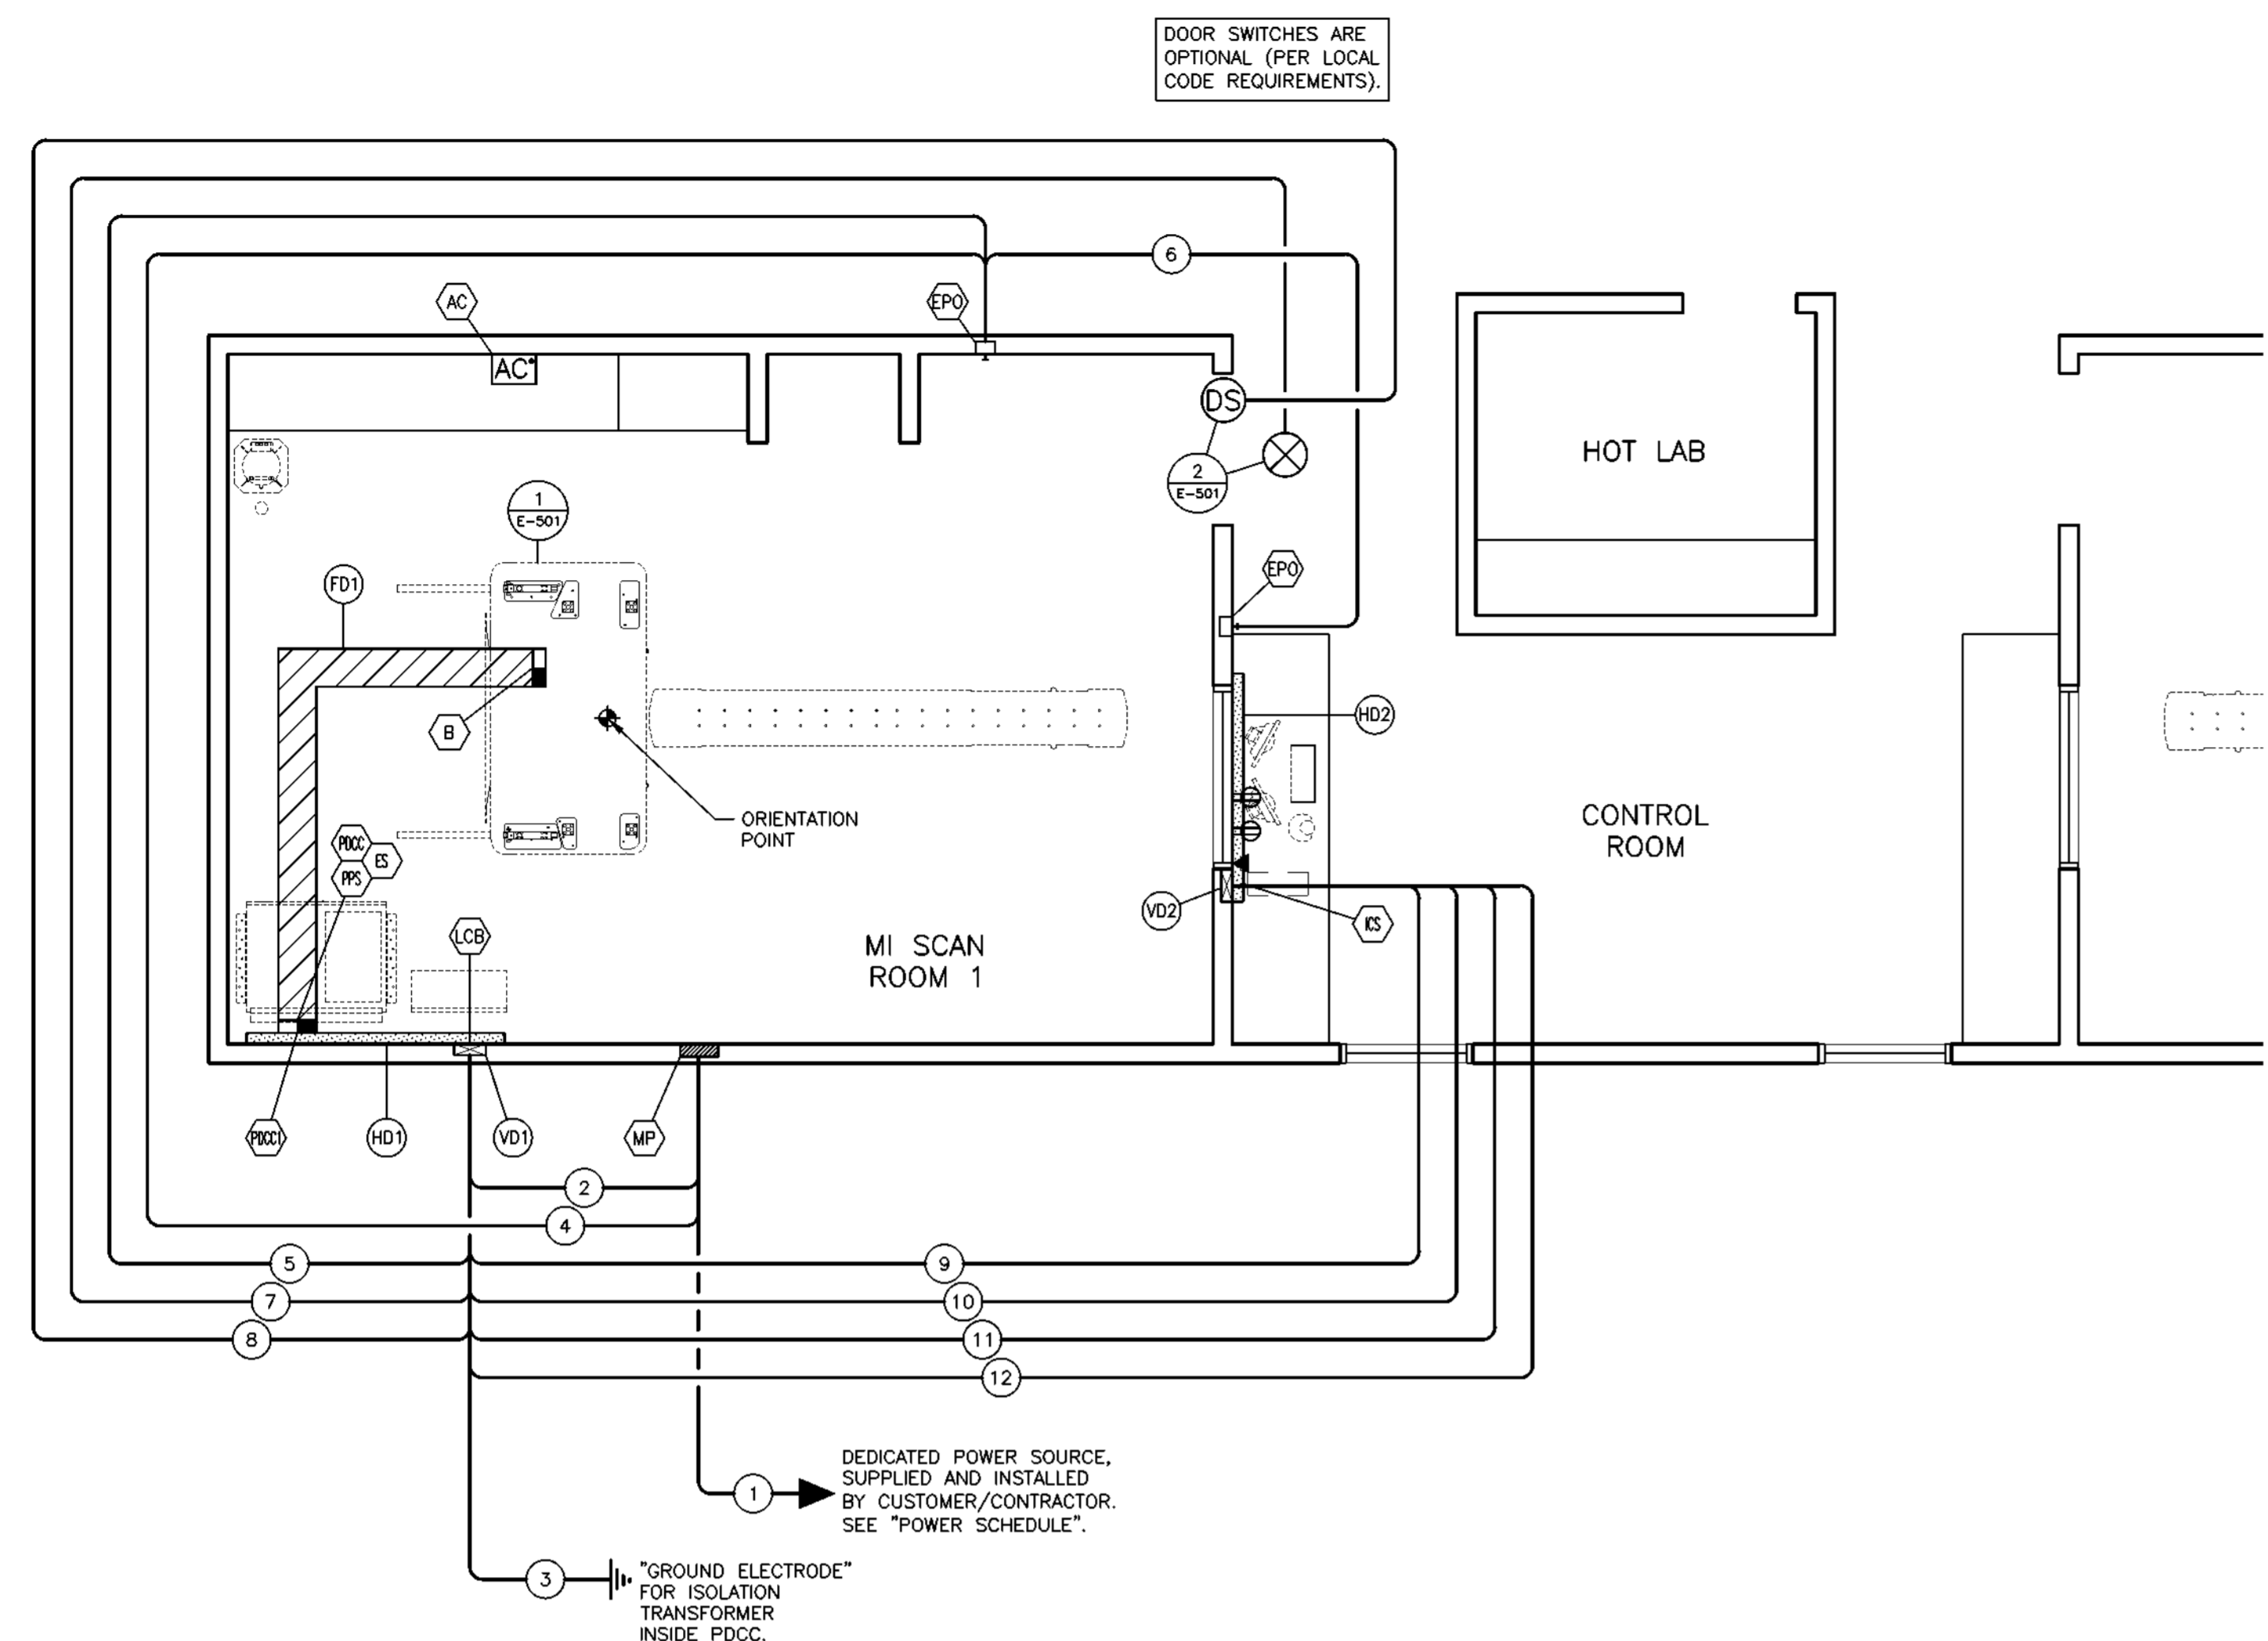 DOOR SWITCHES ARE
OPTIONAL (PER LOCAL
CODE REQUIREMENTS).
6
AC
EPO
AC
DS
2
E-501
HOT LAB
1
E-501
FD1
EPO
B
HD2
ORIENTATION
POINT
CONTROL
ROOM
PDCC
ES
PPS
LCB
VD2
ICS
MI SCAN
ROOM 1
PDCC1
HD1
VD1
MP
2
4
5
9
7
10
8
11
12
1
DEDICATED POWER SOURCE,
SUPPLIED AND INSTALLED
BY CUSTOMER/CONTRACTOR.
SEE "POWER SCHEDULE".
3
"GROUND ELECTRODE"
FOR ISOLATION
TRANSFORMER
INSIDE PDCC.